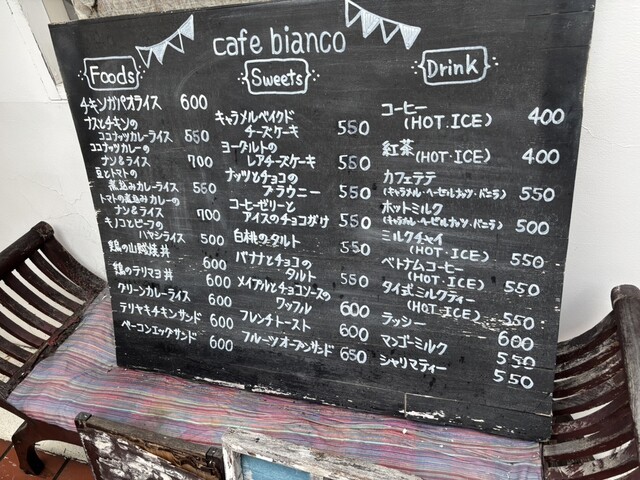 cafe bianco
Foods
チキンガパオライス 600
ナスとチキンの
ココナッツカレーライス 550
ココナッツカレーの
ナン&ライス 700
豆とトマトの
煮込みカレーライス 550
トマトの煮込みカレーの
ナン&ライス 700
キノコとビーフの
ハヤシライス 500
鶏の山賊焼丼 600
鶏のテリマヨ丼 600
グリーンカレーライス 600
テリヤキチキンサンド 600
ベーコンエッグサンド 600
Sweets
キャラメルベイクド
チーズケーキ 550
ヨーグルトの
レアチーズケーキ 550
ナッツとチョコの
ブラウニー 550
コーヒーゼリーと
アイスのチョコがけ 550
白桃のタルト 550
バナナとチョコの
タルト 550
メイプルとチョコソースの
ワッフル 600
フレンチトースト 600
フルーツオープンサンド 650
Drink
コーヒー
(HOT.ICE) 400
紅茶(HOT.ICE) 400
カフェラテ
(キャラメル・ヘーゼルナッツ・バニラ) 550
ホットミルク
(キャラメル・ヘーゼルナッツ・バニラ) 500
ミルクチャイ
(HOT.ICE) 550
ベトナムコーヒー
(HOT.ICE) 550
タイ式ミルクティー
(HOT.ICE) 550
ラッシー 600
マンゴーミルク 550
シャリマティー 550